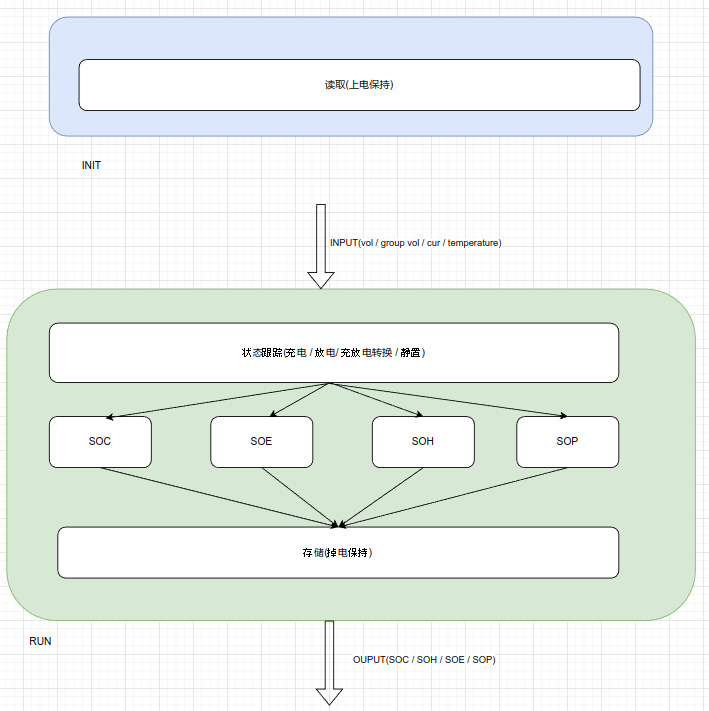 读取(上电保持)
INIT
INPUT(vol / group vol / cur / temperature)
状态跟踪(充电 / 放电/ 充放电转换 / 静置)
SOC
SOE
SOH
SOP
存储(掉电保持)
RUN
OUPUT(SOC / SOH / SOE / SOP)